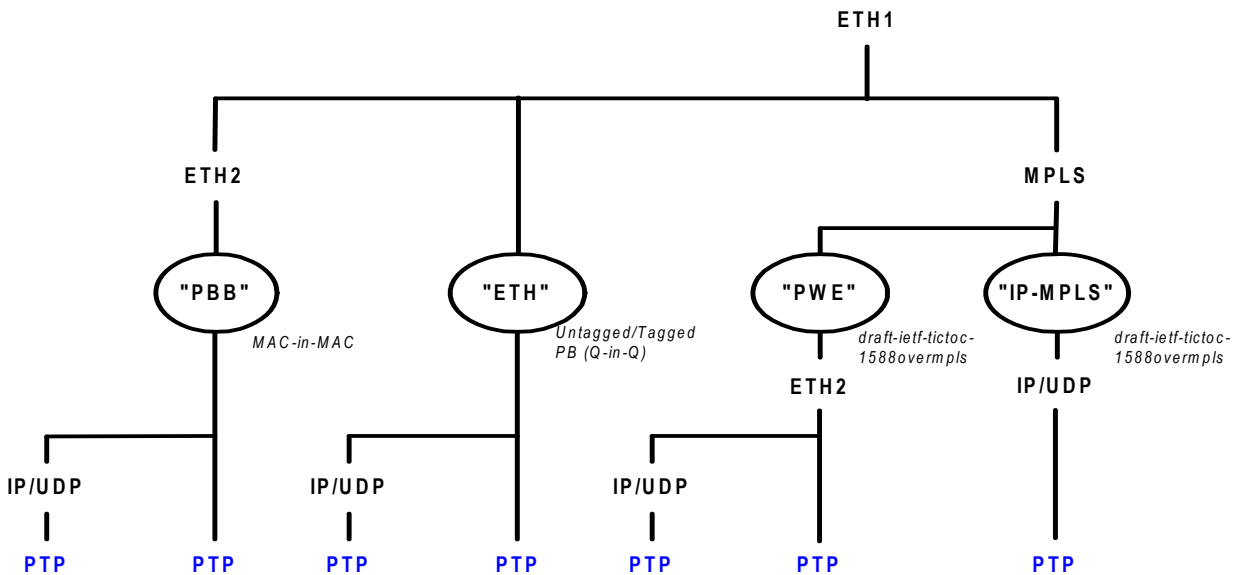 ETH1
ETH2
MPLS
"PBB"
"ETH"
"PWE"
"IP-MPLS"
MAC-in-MAC
Untagged/Tagged
PB (Q-in-Q)
draft-ietf-tictoc-
1588overmpls
draft-ietf-tictoc-
1588overmpls
ETH2
IP/UDP
IP/UDP
IP/UDP
IP/UDP
PTP
PTP
PTP
PTP
PTP
PTP
PTP